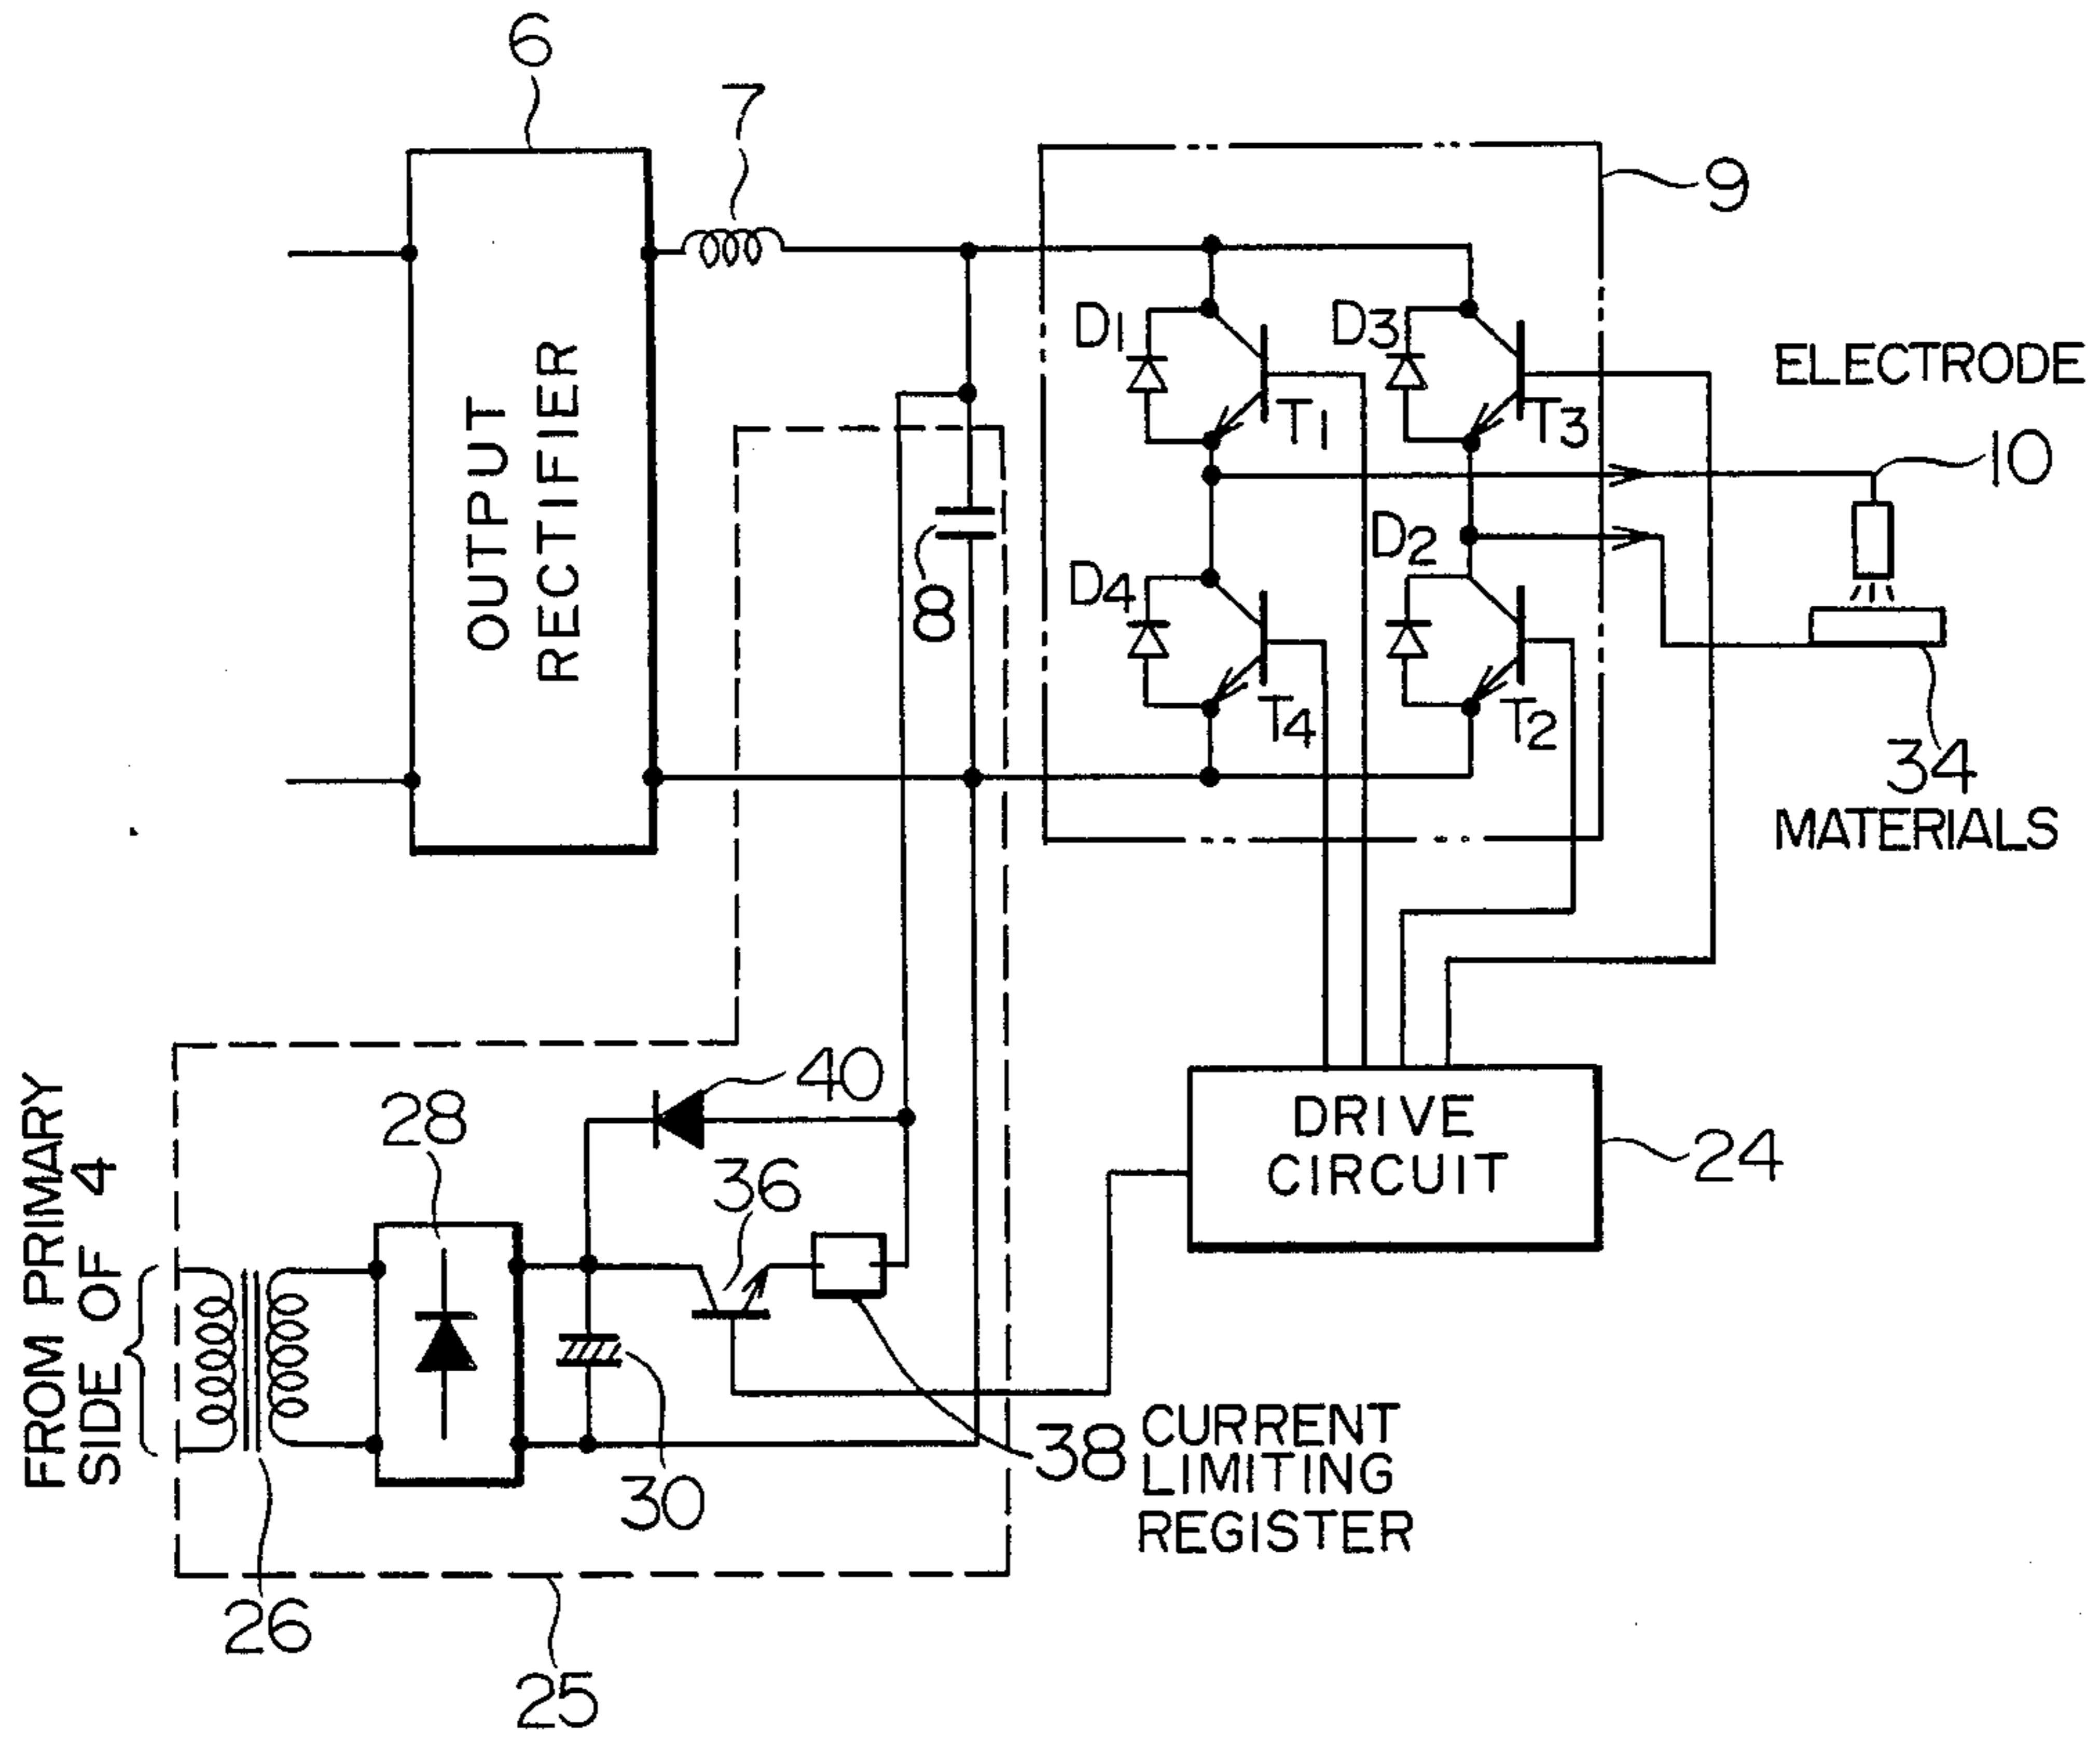 6
7
9
OUTPUT
RECTIFIER
8
D1
D3
T1
T3
D4
D2
T4
T2
ELECTRODE
10
34
MATERIALS
DRIVE
CIRCUIT
24
FROM PRIMARY
SIDE OF 4
28
40
36
30
38 CURRENT
LIMITING
REGISTER
26
25